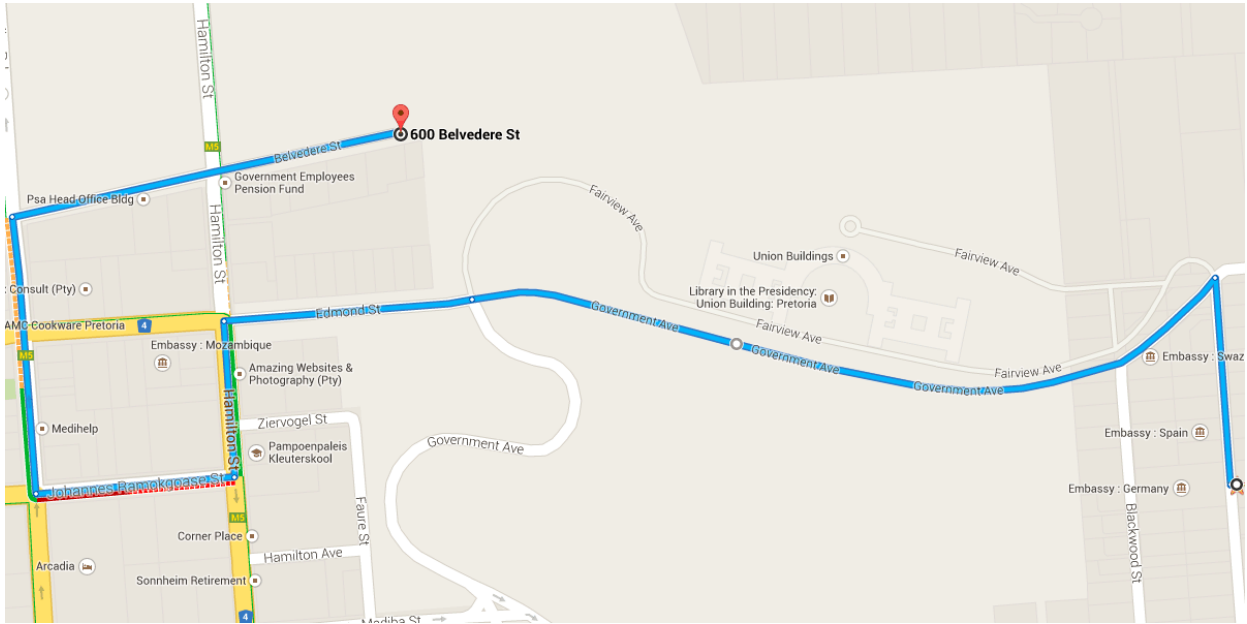 Hamilton St
M5
600 Belvedere St
Belvedere St
Government Employees
Pension Fund
Psa Head Office Bldg
Hamilton St
Fairview Ave
Union Buildings
Fairview Ave
Library in the Presidency:
Union Building: Pretoria
Consult (Pty)
Edmond St
Government Ave
Fairview Ave
AMC Cookware Pretoria
4
Embassy : Mozambique
M5
Government Ave
Embassy : Swaz
Amazing Websites &
Photography (Pty)
Fairview Ave
Government Ave
Hamilton St
Ziervogel St
Medihelp
Pampoenpaleis
Kleuterskool
Government Ave
Embassy : Spain
Johannes Ramokgoase St
Embassy : Germany
M5
Faure St
Blackwood St
Corner Place
Hamilton Ave
Arcadia
Sonnheim Retirement
4
Madiba St